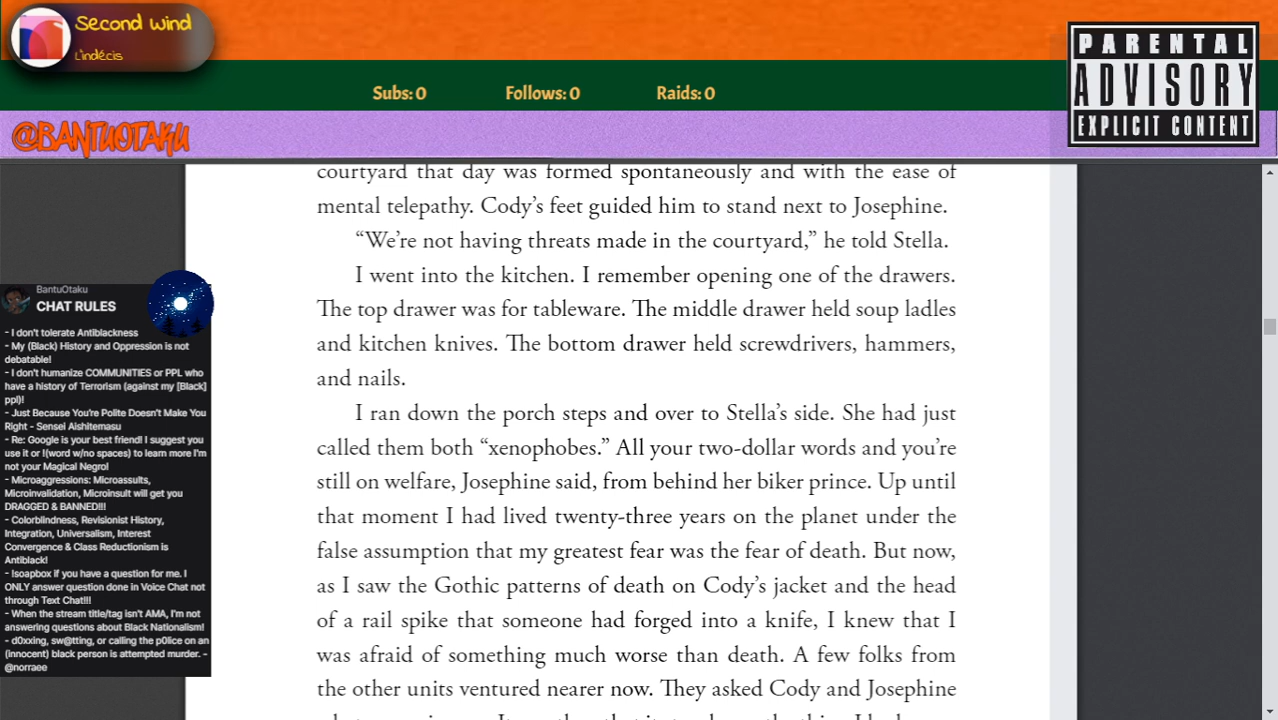 Second wind
L'indécis
PARENTAL
ADVISORY
EXPLICIT CONTENT
Subs: 0
Follows: 0
Raids: 0
@BANTUOTAKU
courtyard that day was formed spontaneously and with the ease of
mental telepathy. Cody’s feet guided him to stand next to Josephine.
“We’re not having threats made in the courtyard,” he told Stella.
I went into the kitchen. I remember opening one of the drawers.
The top drawer was for tableware. The middle drawer held soup ladles
and kitchen knives. The bottom drawer held screwdrivers, hammers,
and nails.
I ran down the porch steps and over to Stella’s side. She had just
called them both “xenophobes.” All your two-dollar words and you’re
still on welfare, Josephine said, from behind her biker prince. Up until
that moment I had lived twenty-three years on the planet under the
false assumption that my greatest fear was the fear of death. But now,
as I saw the Gothic patterns of death on Cody’s jacket and the head
of a rail spike that someone had forged into a knife, I knew that I
was afraid of something much worse than death. A few folks from
the other units ventured nearer now. They asked Cody and Josephine
BantuOtaku
CHAT RULES
- I don't tolerate Antiblackness
- My (Black) History and Oppression is not
debatable!
- I don't humanize COMMUNITIES or PPL who
have a history of Terrorism (against my [Black]
ppl)!
- Just Because You're Polite Doesn't Make You
Right - Sensei Aishitemasu
- Re: Google is your best friend! I suggest you
use it or !(word w/no spaces) to learn more I'm
not your Magical Negro!
- Microaggressions: Microassults,
Microinvalidation, Microinsult will get you
DRAGGED & BANNED!!!
- Colorblindness, Revisionist History,
Integration, Universalism, Interest
Convergence & Class Reductionism is
Antiblack!
- !soapbox if you have a question for me. I
ONLY answer question done in Voice Chat not
through Text Chat!!!
- When the stream title/tag isn't AMA, I'm not
answering questions about Black Nationalism!
- d0xxing, sw@tting, or calling the p0lice on an
(innocent) black person is attempted murder. -
@norraee